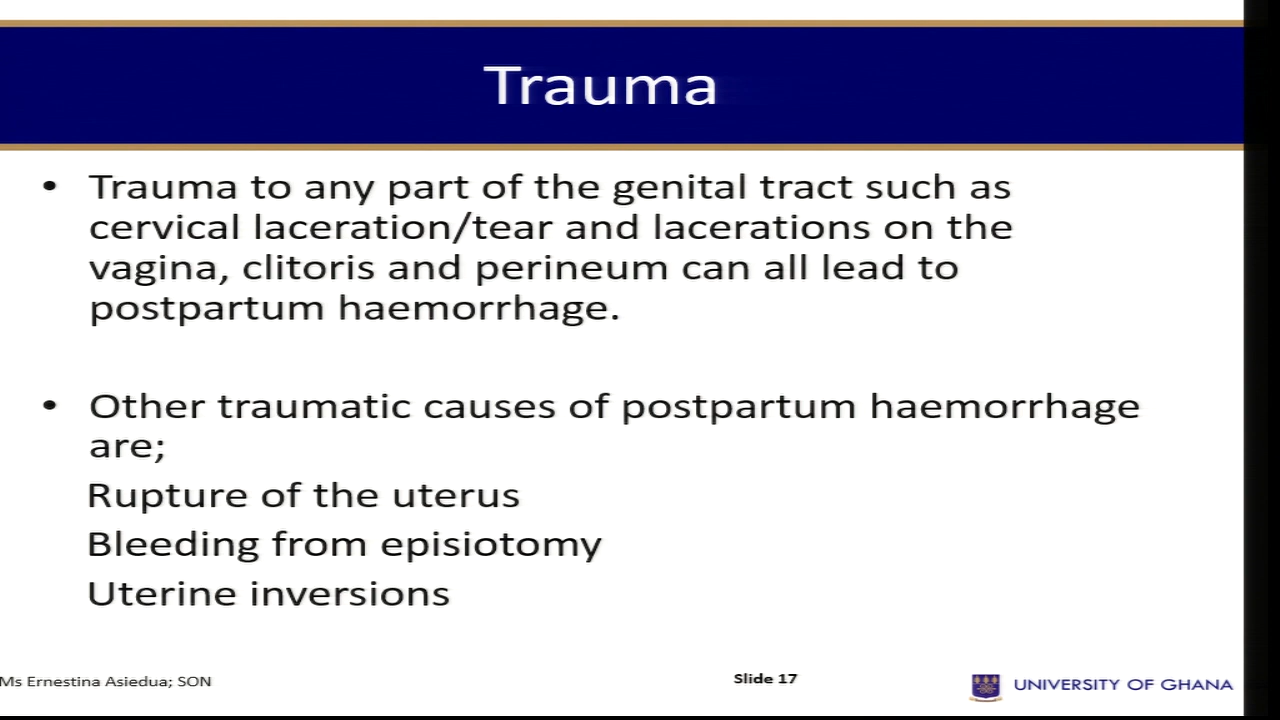 Trauma
• Trauma to any part of the genital tract such as
cervical laceration/tear and lacerations on the
vagina, clitoris and perineum can all lead to
postpartum haemorrhage.
• Other traumatic causes of postpartum haemorrhage
are;
Rupture of the uterus
Bleeding from episiotomy
Uterine inversions
Ms Ernestina Asiedua; SON
Slide 17
UNIVERSITY OF GHANA